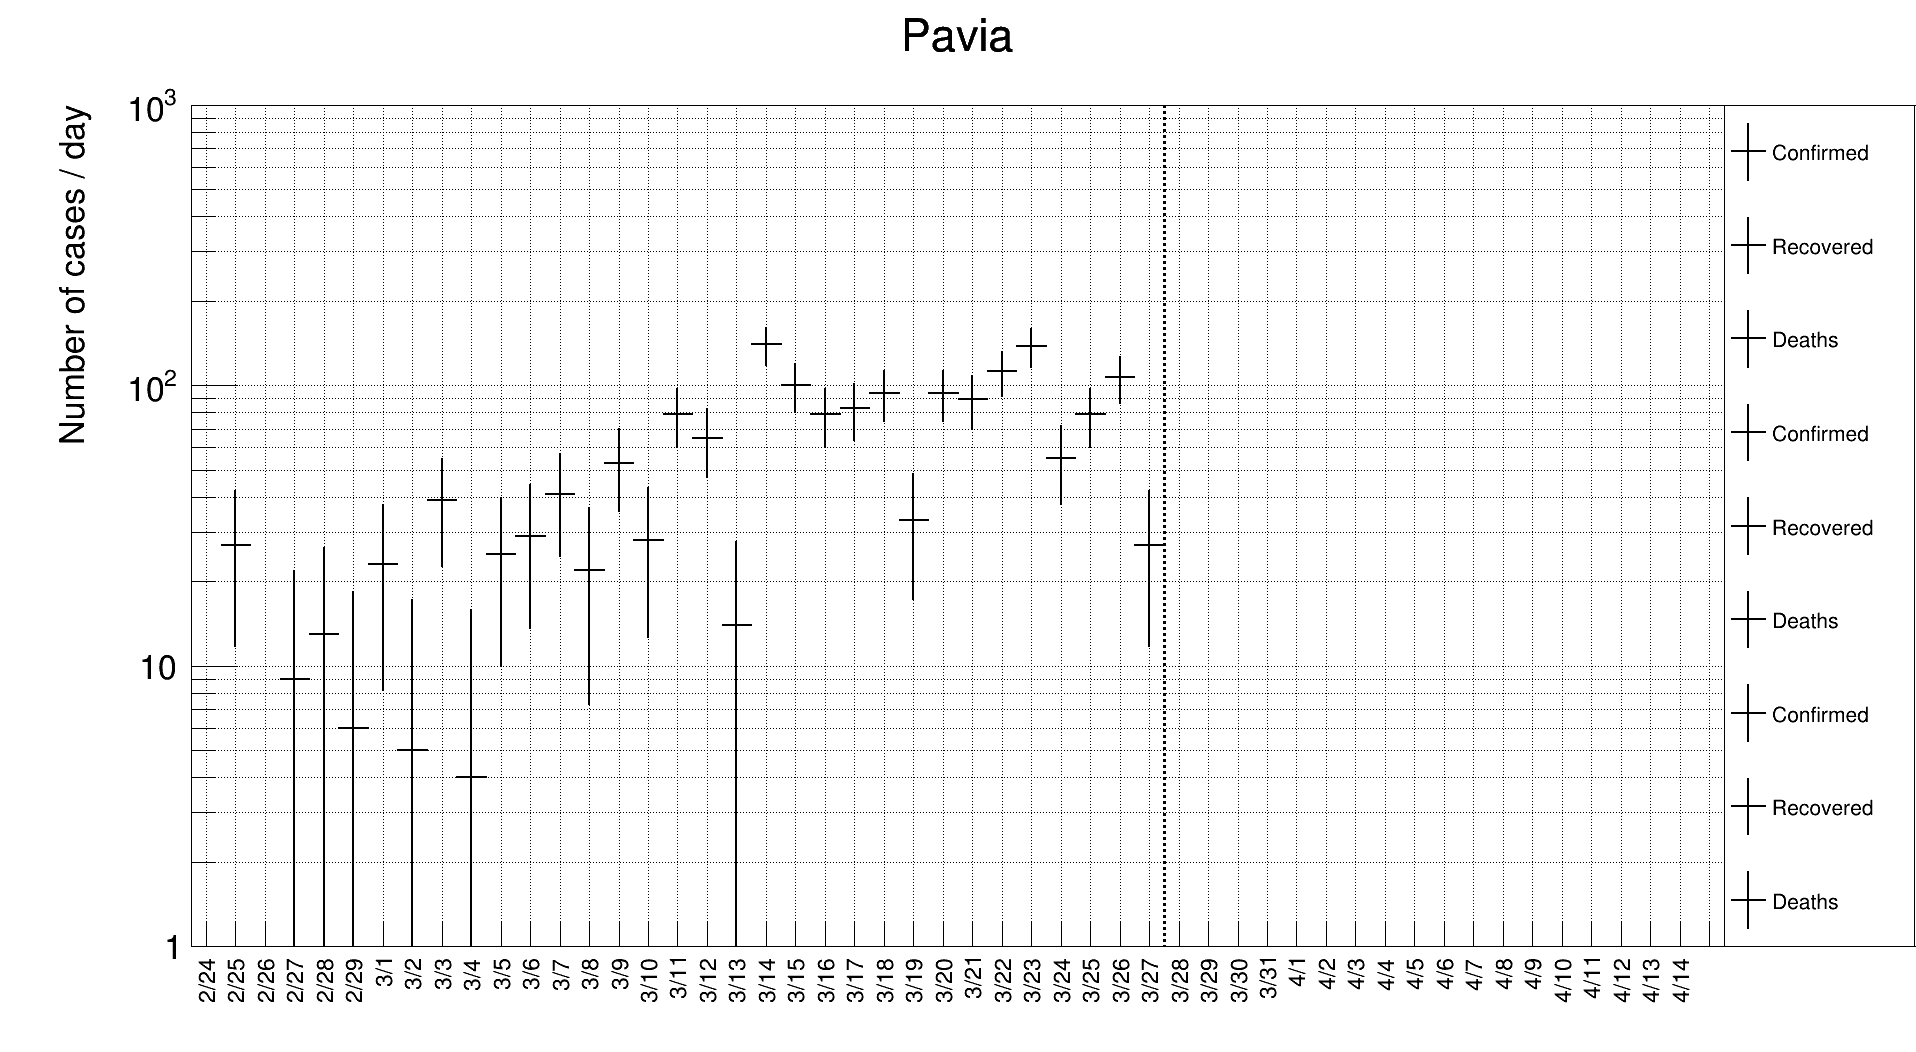 Pavia
Number of cases / day
10³
10²
10
1
2/24 2/25 2/26 2/27 2/28 2/29 3/1 3/2 3/3 3/4 3/5 3/6 3/7 3/8 3/9 3/10 3/11 3/12 3/13 3/14 3/15 3/16 3/17 3/18 3/19 3/20 3/21 3/22 3/23 3/24 3/25 3/26 3/27 3/28 3/29 3/30 3/31 4/1 4/2 4/3 4/4 4/5 4/6 4/7 4/8 4/9 4/10 4/11 4/12 4/13 4/14
Confirmed
Recovered
Deaths
Confirmed
Recovered
Deaths
Confirmed
Recovered
Deaths